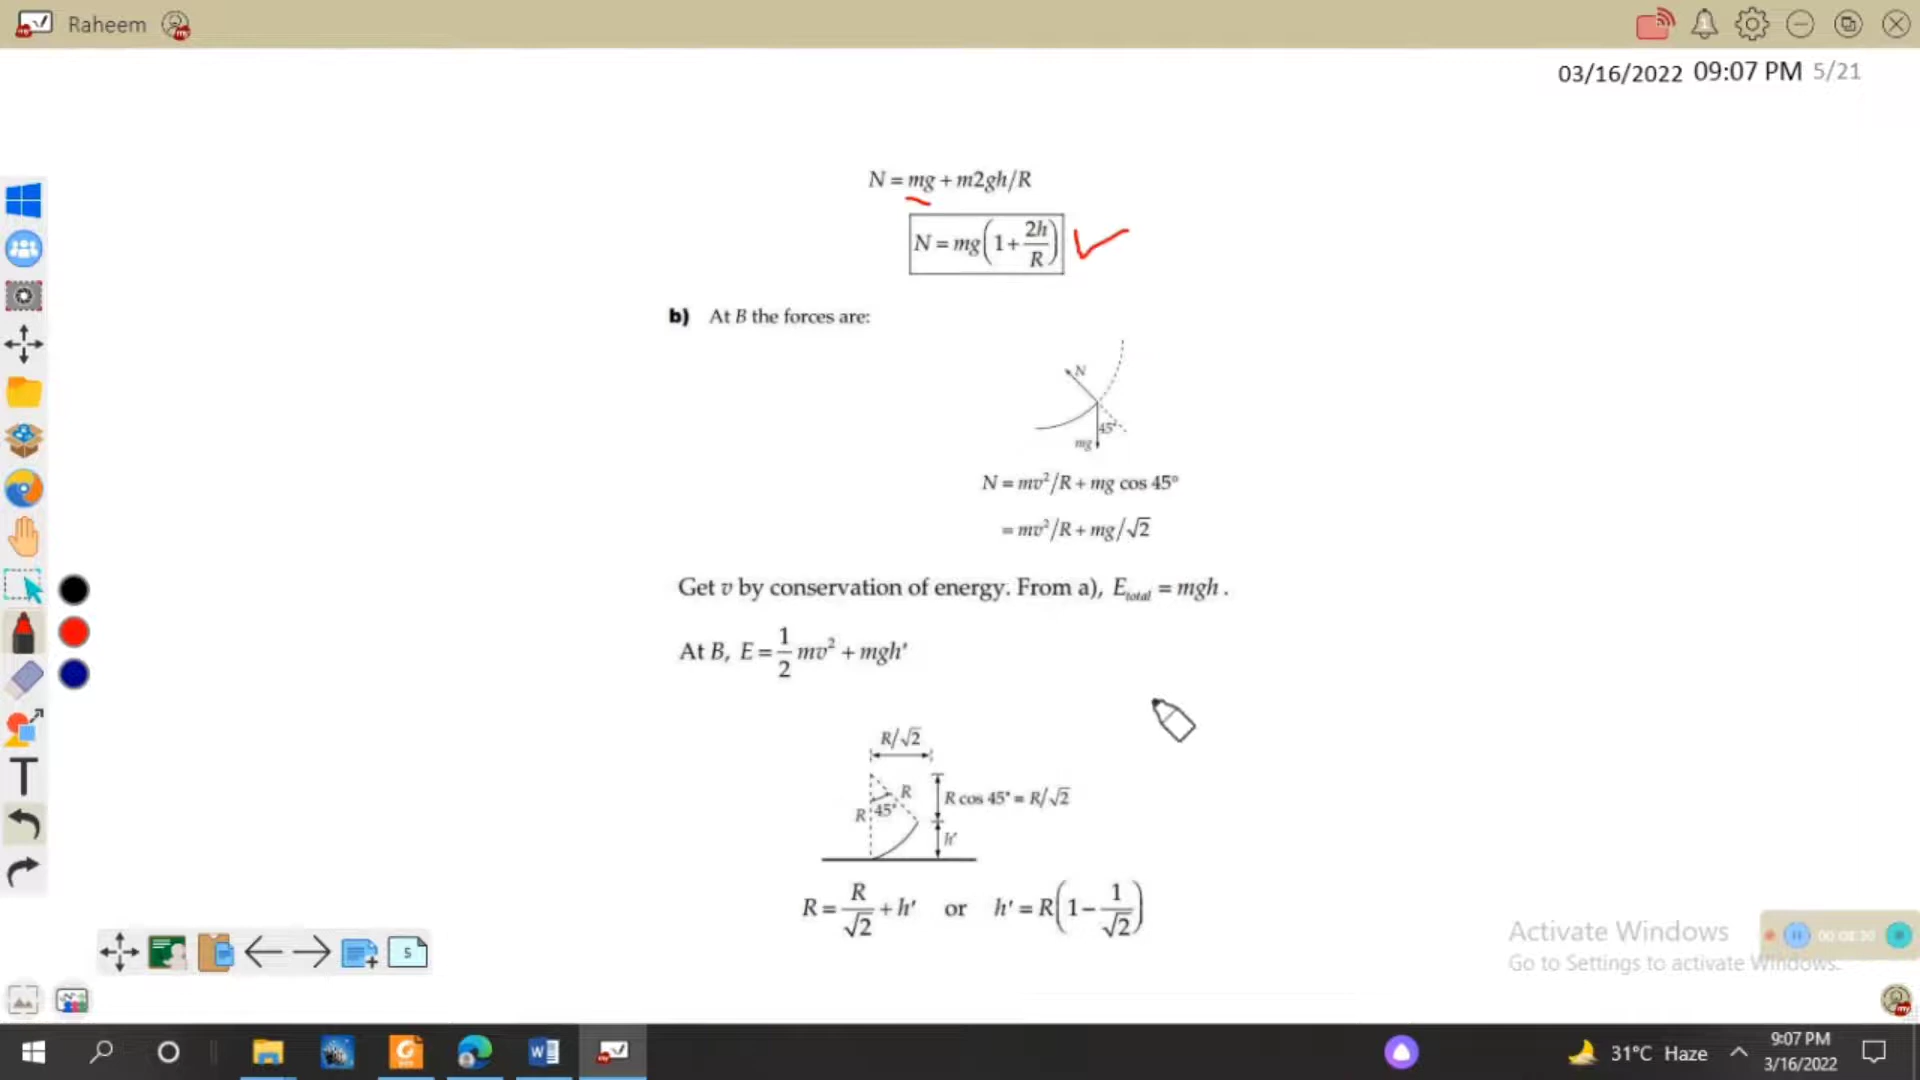 Raheem
03/16/2022 09:07 PM 5/21
N = mg + m2gh/R
N = mg(1 + 2h/R)
b) At B the forces are:
N
45°
mg
N = mv²/R + mg cos 45°
= mv²/R + mg/√2
Get v by conservation of energy. From a), E_total = mgh .
At B, E = 1/2 mv² + mgh'
R/√2
R
R cos 45° = R/√2
R
45°
h'
R = R/√2 + h' or h' = R(1 − 1/√2)
Activate Windows
Go to Settings to activate Windows.
5
31°C Haze
9:07 PM
3/16/2022